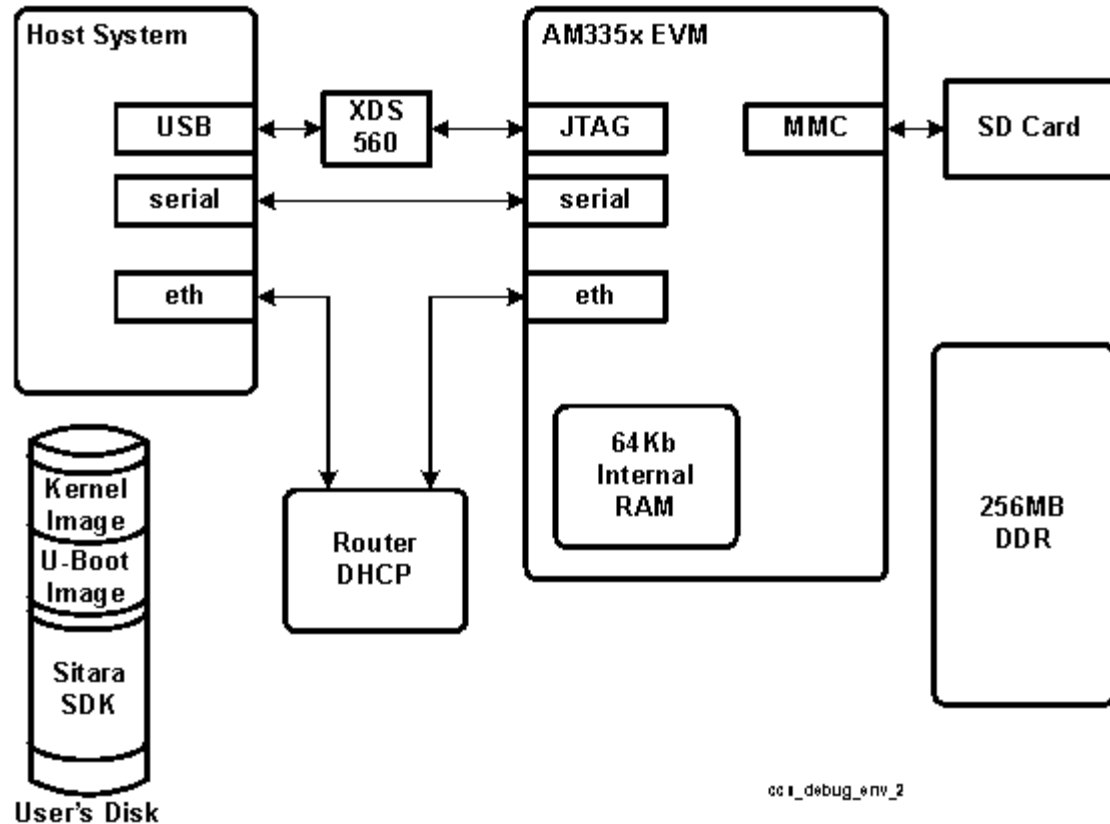 Host System
USB
serial
eth
XDS
560
AM335x EVM
JTAG
serial
eth
MMC
SD Card
64Kb
Internal
RAM
256MB
DDR
Router
DHCP
Kernel
Image
U-Boot
Image
Sitara
SDK
User's Disk